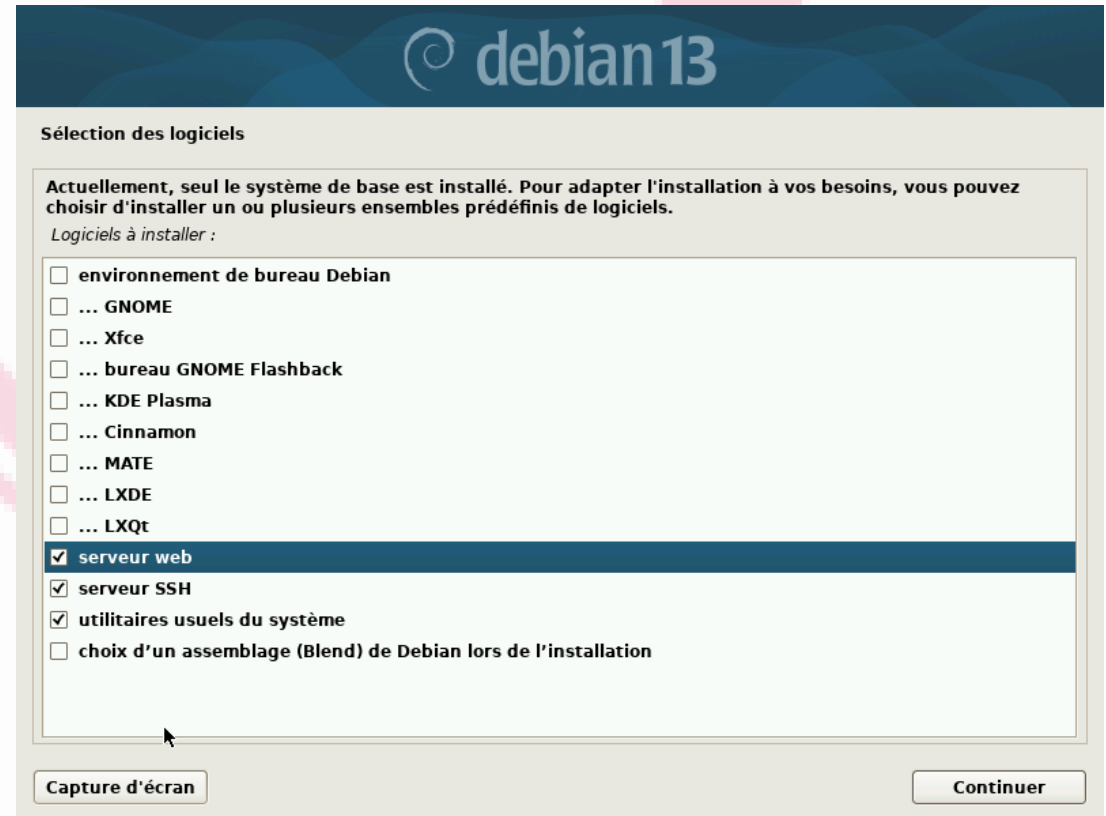 debian 13
Sélection des logiciels
Actuellement, seul le système de base est installé. Pour adapter l'installation à vos besoins, vous pouvez
choisir d'installer un ou plusieurs ensembles prédéfinis de logiciels.
Logiciels à installer :
environnement de bureau Debian
... GNOME
... Xfce
... bureau GNOME Flashback
... KDE Plasma
... Cinnamon
... MATE
... LXDE
... LXQt
serveur web
serveur SSH
utilitaires usuels du système
choix d’un assemblage (Blend) de Debian lors de l’installation
Capture d'écran
Continuer